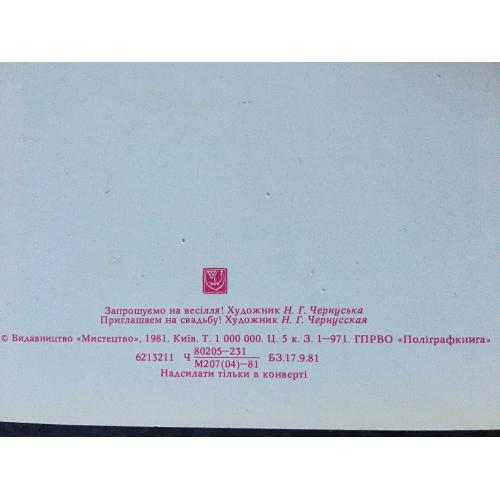 Запрошуємо на весілля! Художник Н. Г. Чернуська
Приглашаем на свадьбу! Художник Н. Г. Чернусская
© Видавництво «Мистецтво», 1981. Київ. Т. 1 000 000. Ц. 5 к. З. 1—971. ГПРВО «Поліграфкнига»
6213211 Ч 80205—231 БЗ.17.9.81
М207(04)—81
Надсилати тільки в конверті